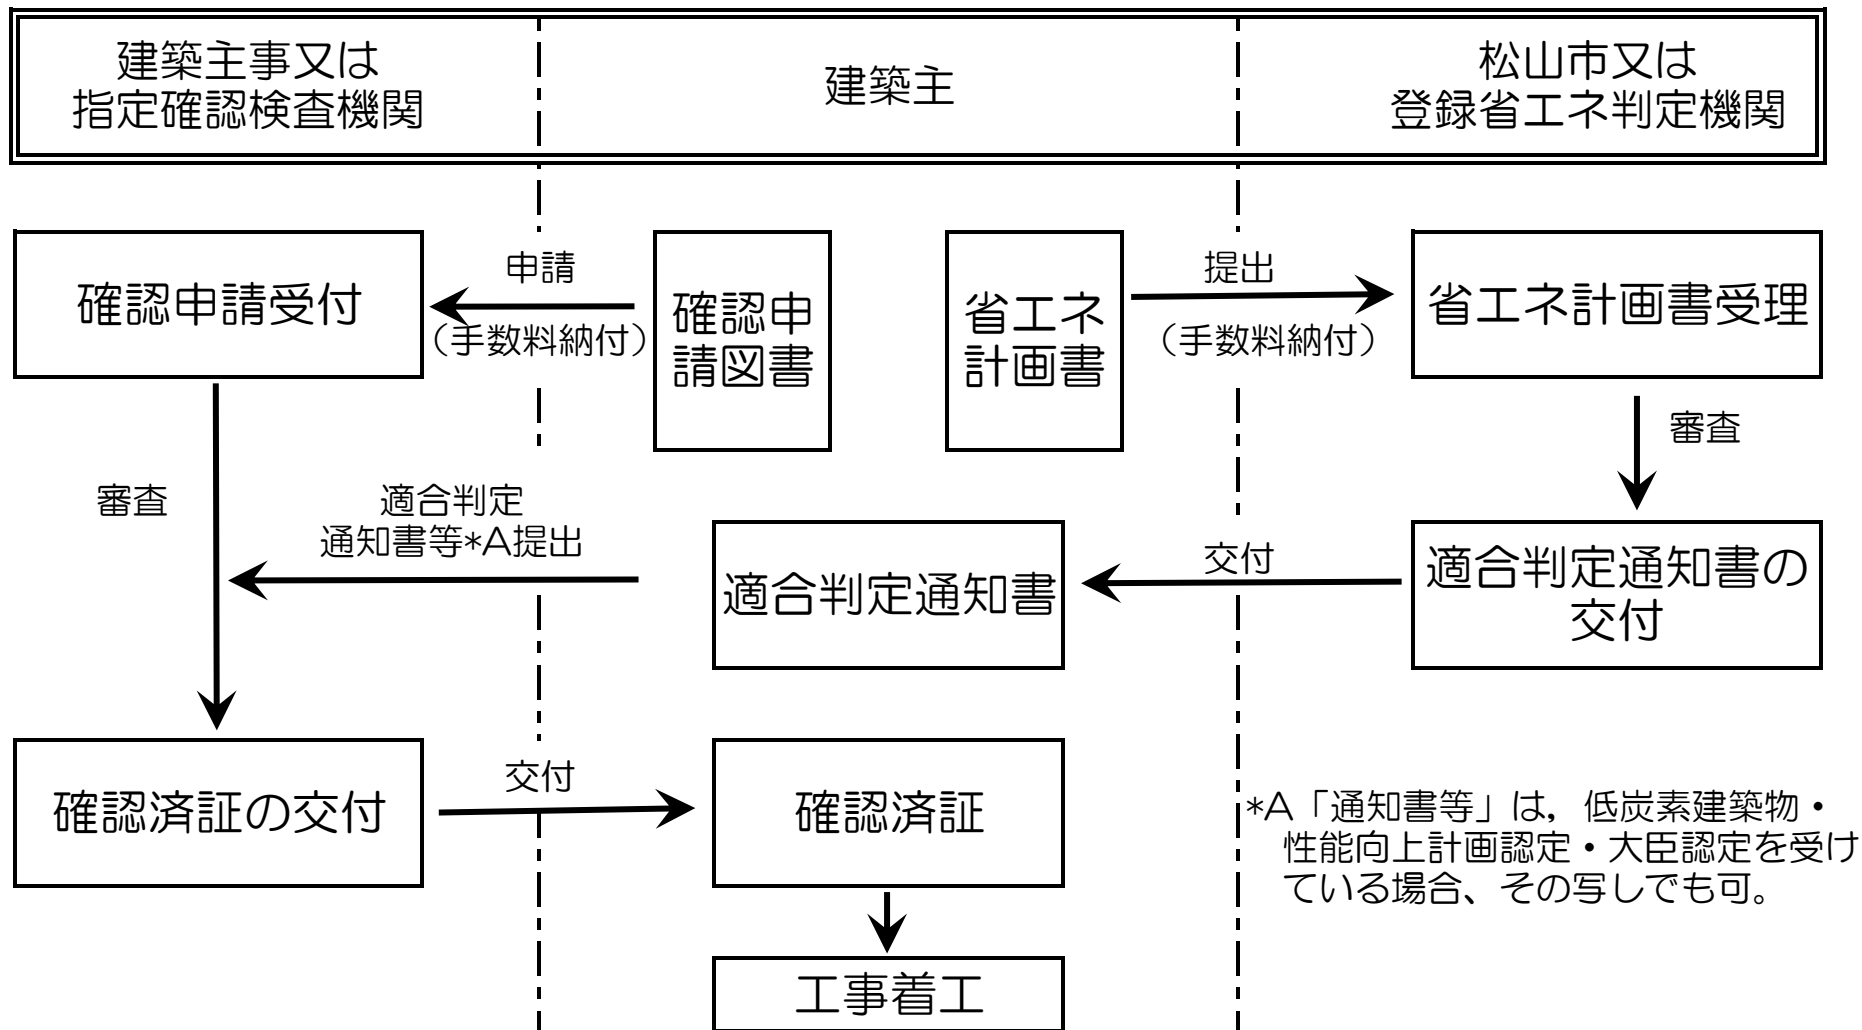 建築主事又は
指定確認検査機関
建築主
松山市又は
登録省エネ判定機関
確認申請受付
申請
（手数料納付）
確認申
請図書
省エネ
計画書
提出
（手数料納付）
省エネ計画書受理
審査
審査
適合判定
通知書等*A提出
適合判定通知書
交付
適合判定通知書の
交付
確認済証の交付
交付
確認済証
*A「通知書等」は，低炭素建築物・
性能向上計画認定・大臣認定を受け
ている場合、その写しでも可。
工事着工